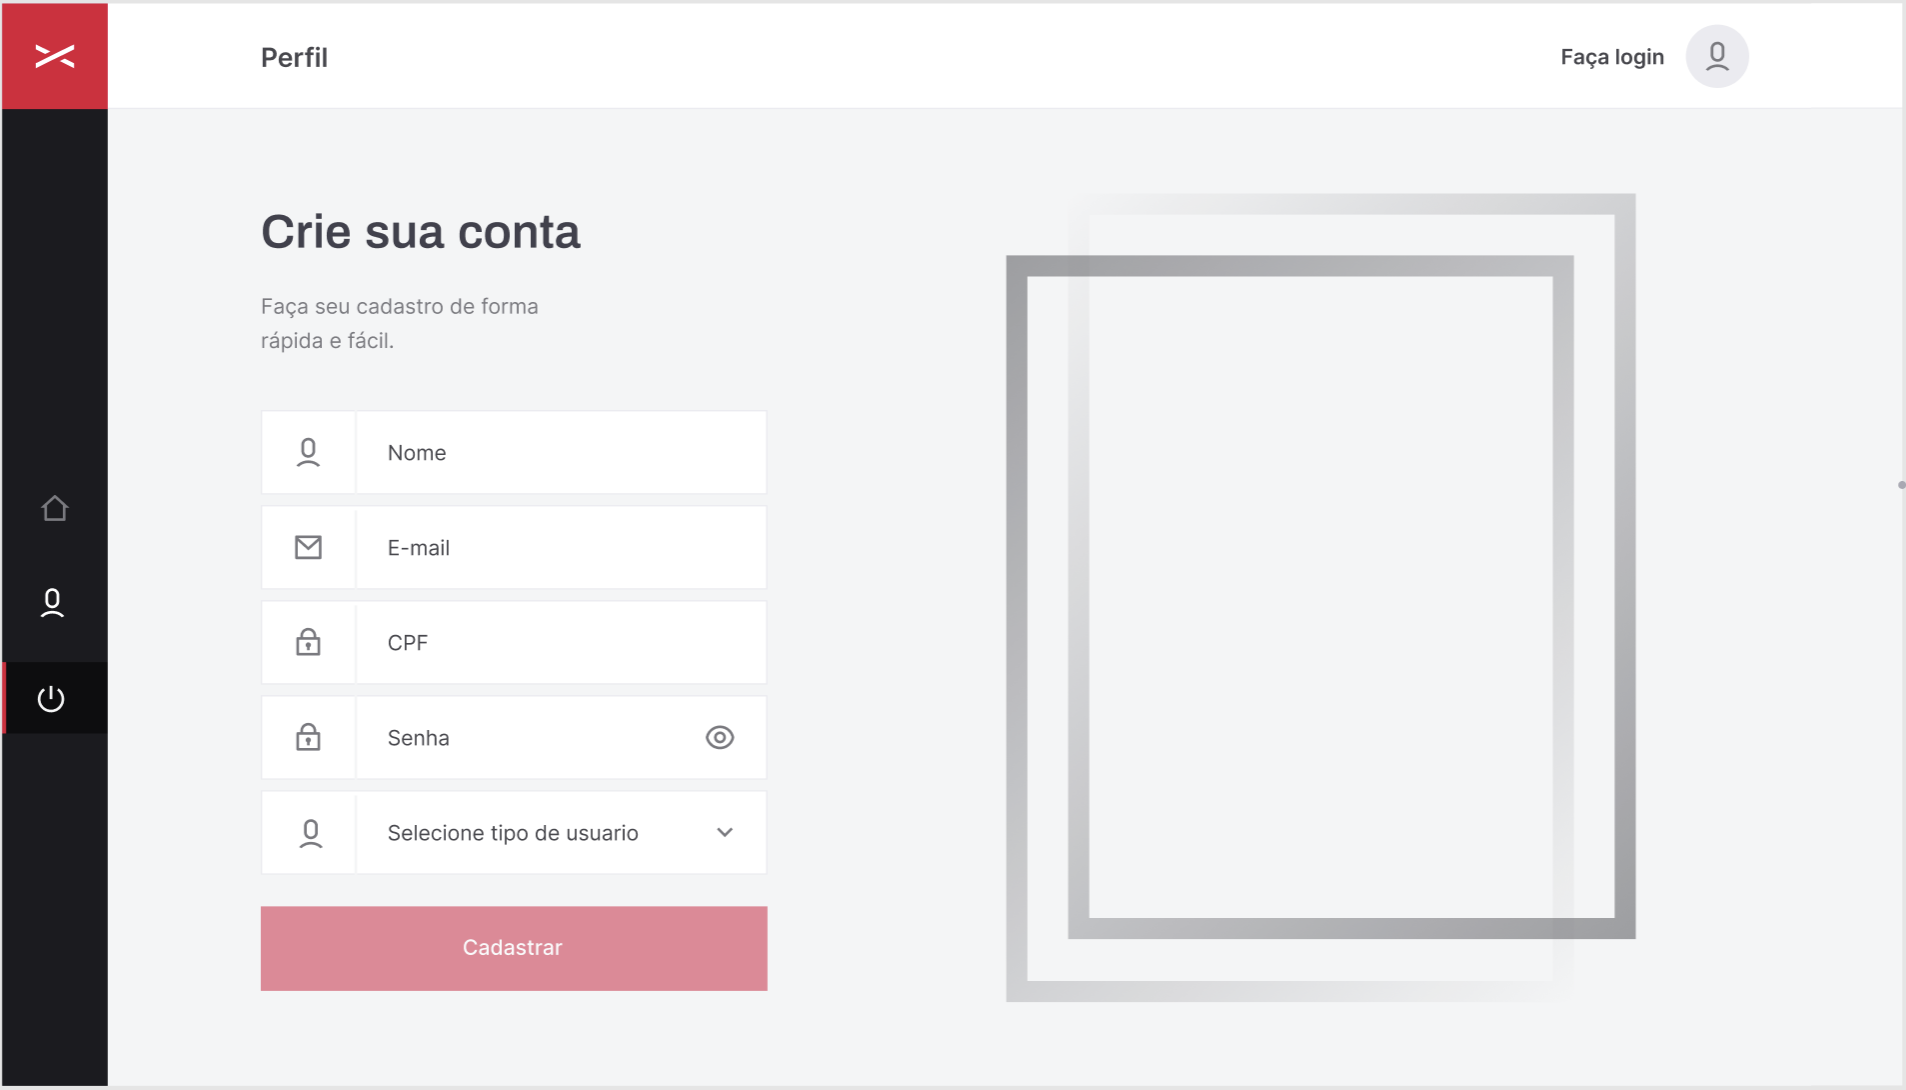 Perfil
Faça login
Crie sua conta
Faça seu cadastro de forma
rápida e fácil.
Nome
E-mail
CPF
Senha
Selecione tipo de usuario
Cadastrar